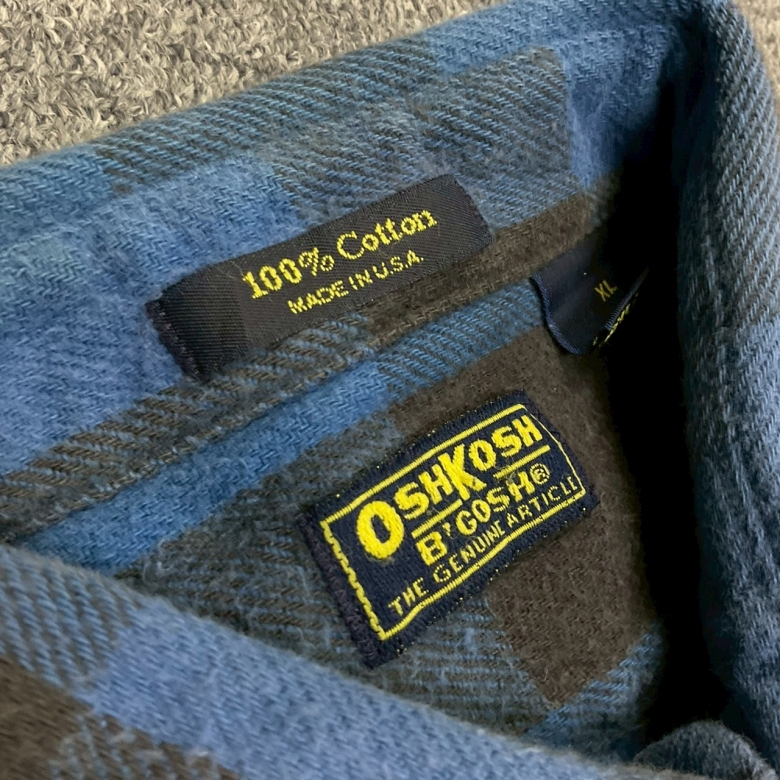 100% Cotton
MADE IN U.S.A.
XL
OSHKOSH
B'GOSH®
THE GENUINE ARTICLE